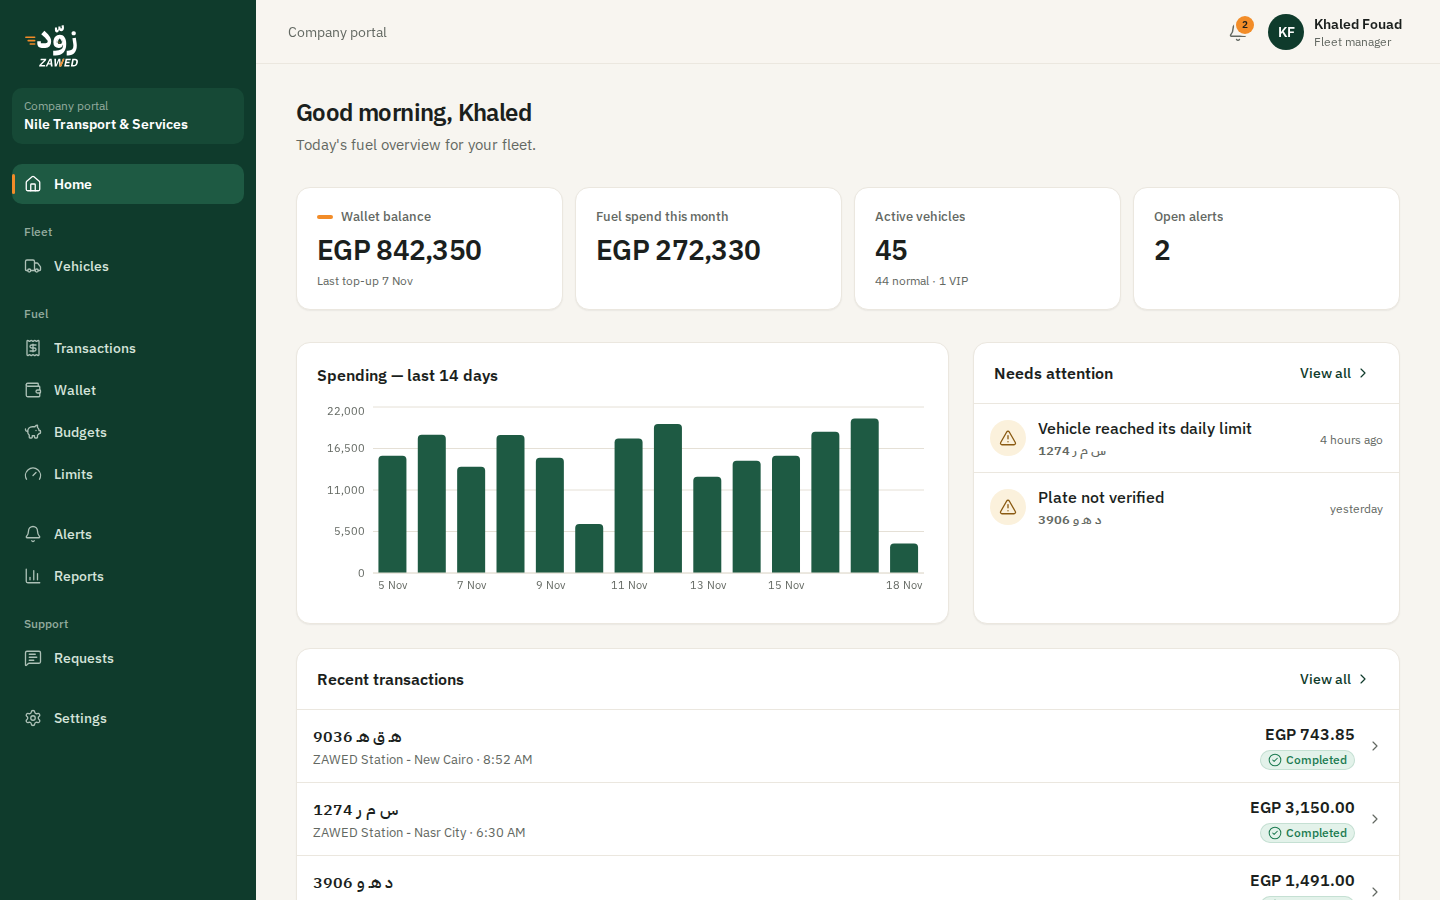 زوّد
ZAWED
Company portal
Nile Transport & Services
Home
Fleet
Vehicles
Fuel
Transactions
Wallet
Budgets
Limits
Alerts
Reports
Support
Requests
Settings
Company portal
2
KF
Khaled Fouad
Fleet manager
Good morning, Khaled
Today's fuel overview for your fleet.
Wallet balance
EGP 842,350
Last top-up 7 Nov
Fuel spend this month
EGP 272,330
Active vehicles
45
44 normal · 1 VIP
Open alerts
2
Spending — last 14 days
22,000
16,500
11,000
5,500
0
5 Nov 7 Nov 9 Nov 11 Nov 13 Nov 15 Nov 18 Nov
Needs attention
View all
Vehicle reached its daily limit
س م ر 1274
4 hours ago
Plate not verified
د هـ و 3906
yesterday
Recent transactions
View all
هـ ق هـ 9036
ZAWED Station - New Cairo · 8:52 AM
EGP 743.85
Completed
س م ر 1274
ZAWED Station - Nasr City · 6:30 AM
EGP 3,150.00
Completed
د هـ و 3906
EGP 1,491.00